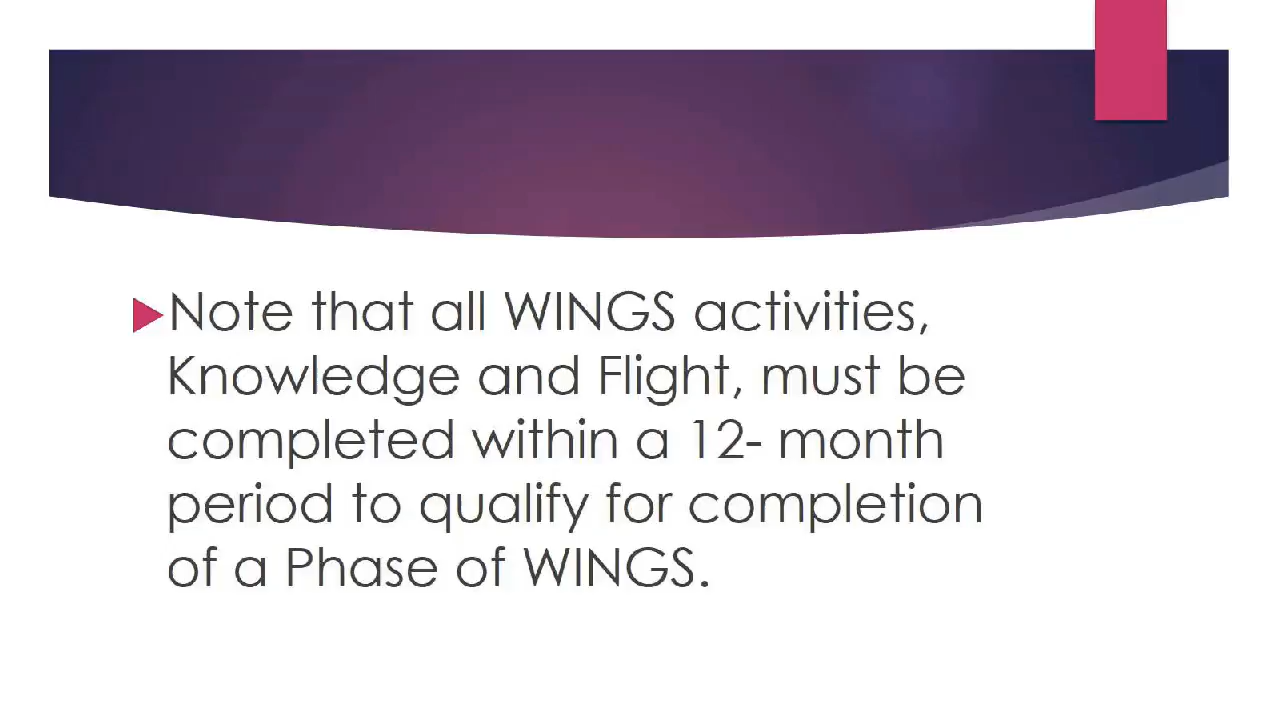 Note that all WINGS activities,
Knowledge and Flight, must be
completed within a 12- month
period to qualify for completion
of a Phase of WINGS.